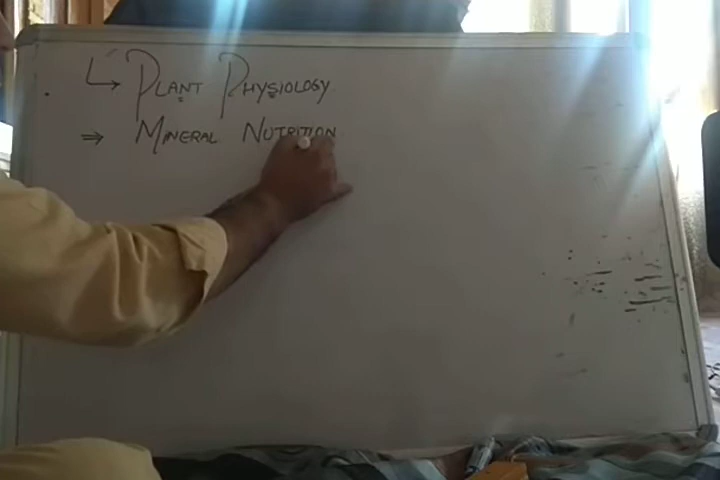 ↳ PLANT PHYSIOLOGY
⇒ MINERAL NUTRITION